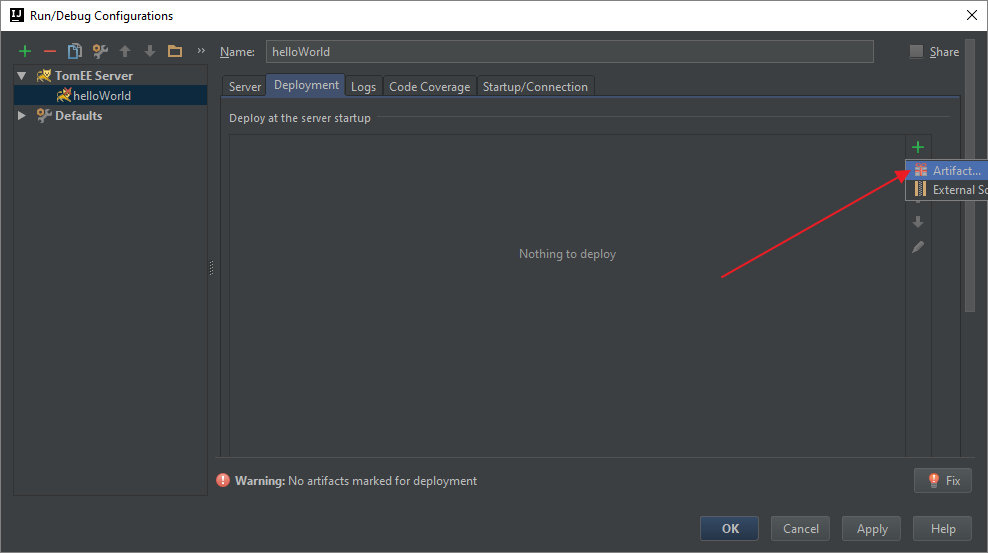 Run/Debug Configurations
Name: helloWorld Share
TomEE Server
helloWorld
Defaults
Server Deployment Logs Code Coverage Startup/Connection
Deploy at the server startup
Artifact...
External So
Nothing to deploy
Warning: No artifacts marked for deployment Fix
OK Cancel Apply Help